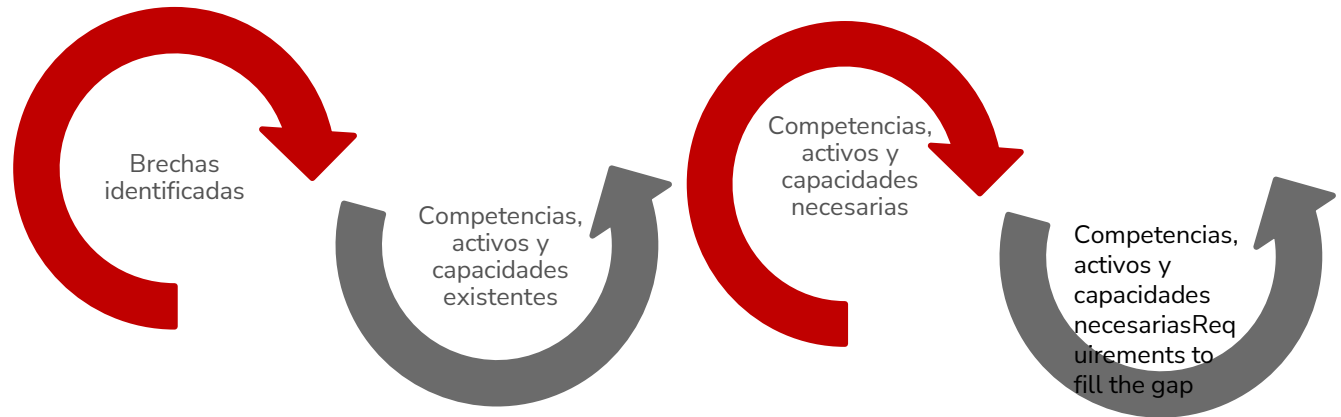 Brechas
identificadas
Competencias,
activos y
capacidades
existentes
Competencias,
activos y
capacidades
necesarias
Competencias,
activos y
capacidades
necesariasReq
uirements to
fill the gap